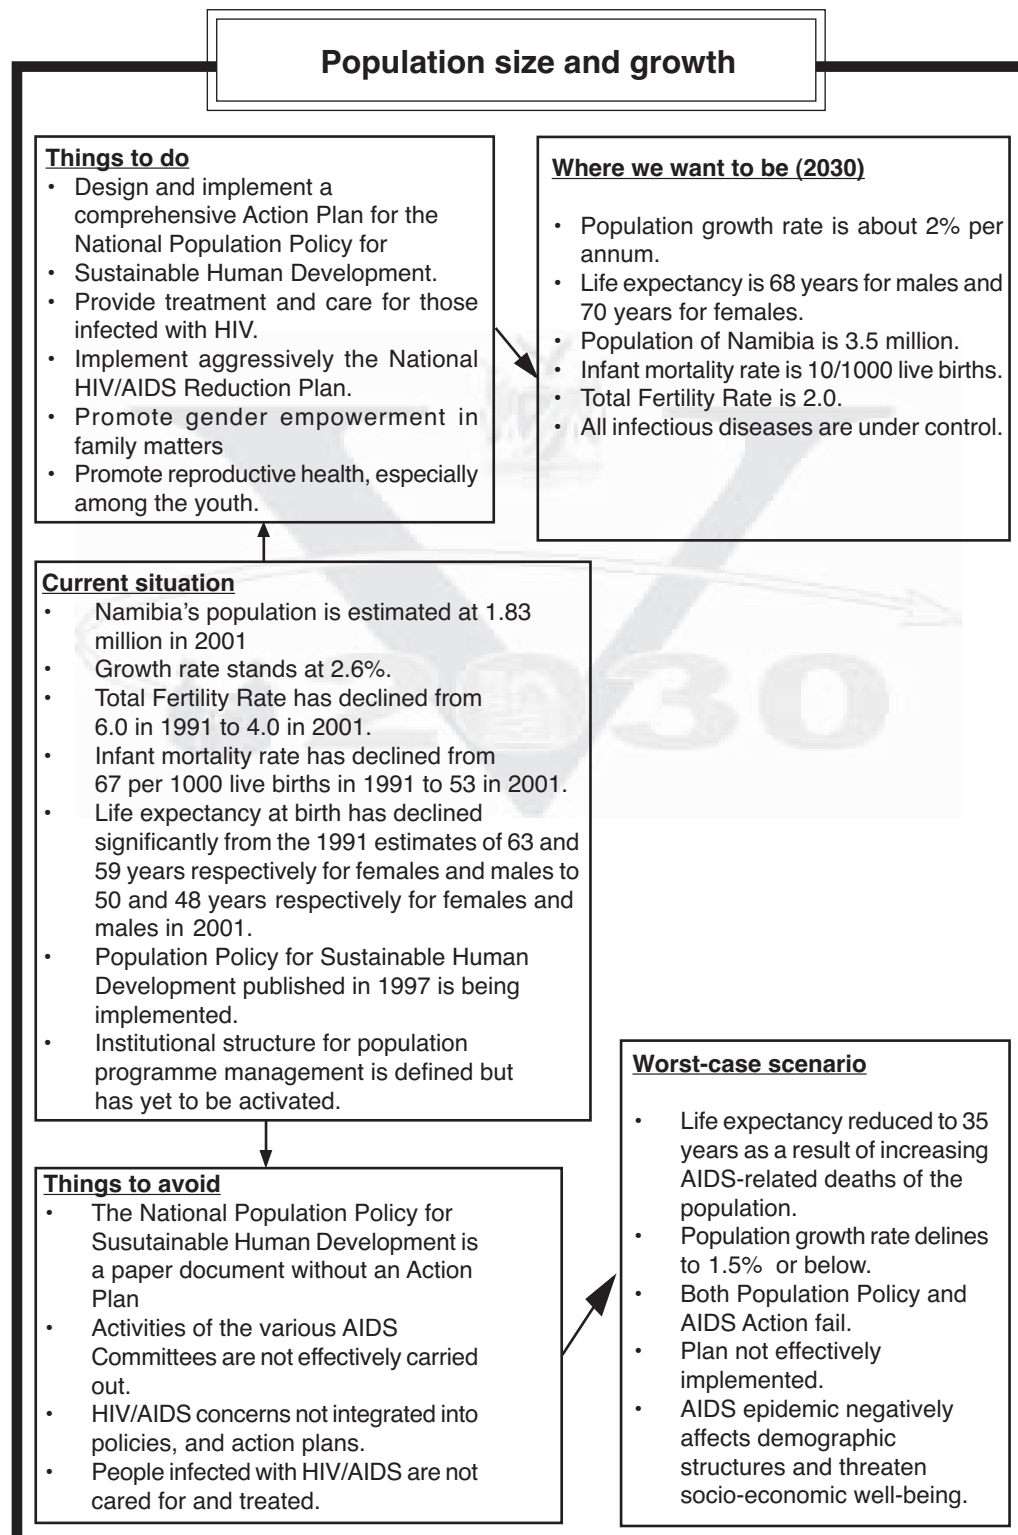 Population size and growth
Things to do
• Design and implement a
comprehensive Action Plan for the
National Population Policy for
• Sustainable Human Development.
• Provide treatment and care for those
infected with HIV.
• Implement aggressively the National
HIV/AIDS Reduction Plan.
• Promote gender empowerment in
family matters
• Promote reproductive health, especially
among the youth.
Where we want to be (2030)
• Population growth rate is about 2% per
annum.
• Life expectancy is 68 years for males and
70 years for females.
• Population of Namibia is 3.5 million.
• Infant mortality rate is 10/1000 live births.
• Total Fertility Rate is 2.0.
• All infectious diseases are under control.
Current situation
• Namibia's population is estimated at 1.83
million in 2001
• Growth rate stands at 2.6%.
• Total Fertility Rate has declined from
6.0 in 1991 to 4.0 in 2001.
• Infant mortality rate has declined from
67 per 1000 live births in 1991 to 53 in 2001.
• Life expectancy at birth has declined
significantly from the 1991 estimates of 63 and
59 years respectively for females and males to
50 and 48 years respectively for females and
males in 2001.
• Population Policy for Sustainable Human
Development published in 1997 is being
implemented.
• Institutional structure for population
programme management is defined but
has yet to be activated.
Things to avoid
• The National Population Policy for
Susutainable Human Development is
a paper document without an Action
Plan
• Activities of the various AIDS
Committees are not effectively carried
out.
• HIV/AIDS concerns not integrated into
policies, and action plans.
• People infected with HIV/AIDS are not
cared for and treated.
Worst-case scenario
• Life expectancy reduced to 35
years as a result of increasing
AIDS-related deaths of the
population.
• Population growth rate delines
to 1.5% or below.
• Both Population Policy and
AIDS Action fail.
• Plan not effectively
implemented.
• AIDS epidemic negatively
affects demographic
structures and threaten
socio-economic well-being.
V
2030